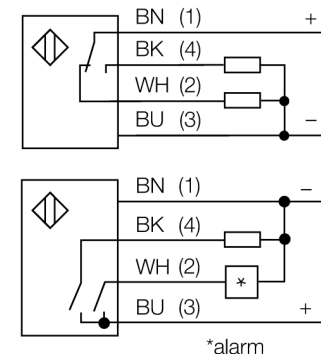 BN (1) +
BK (4)
WH (2)
BU (3) −
BN (1) −
BK (4)
WH (2) *
BU (3) +
*alarm